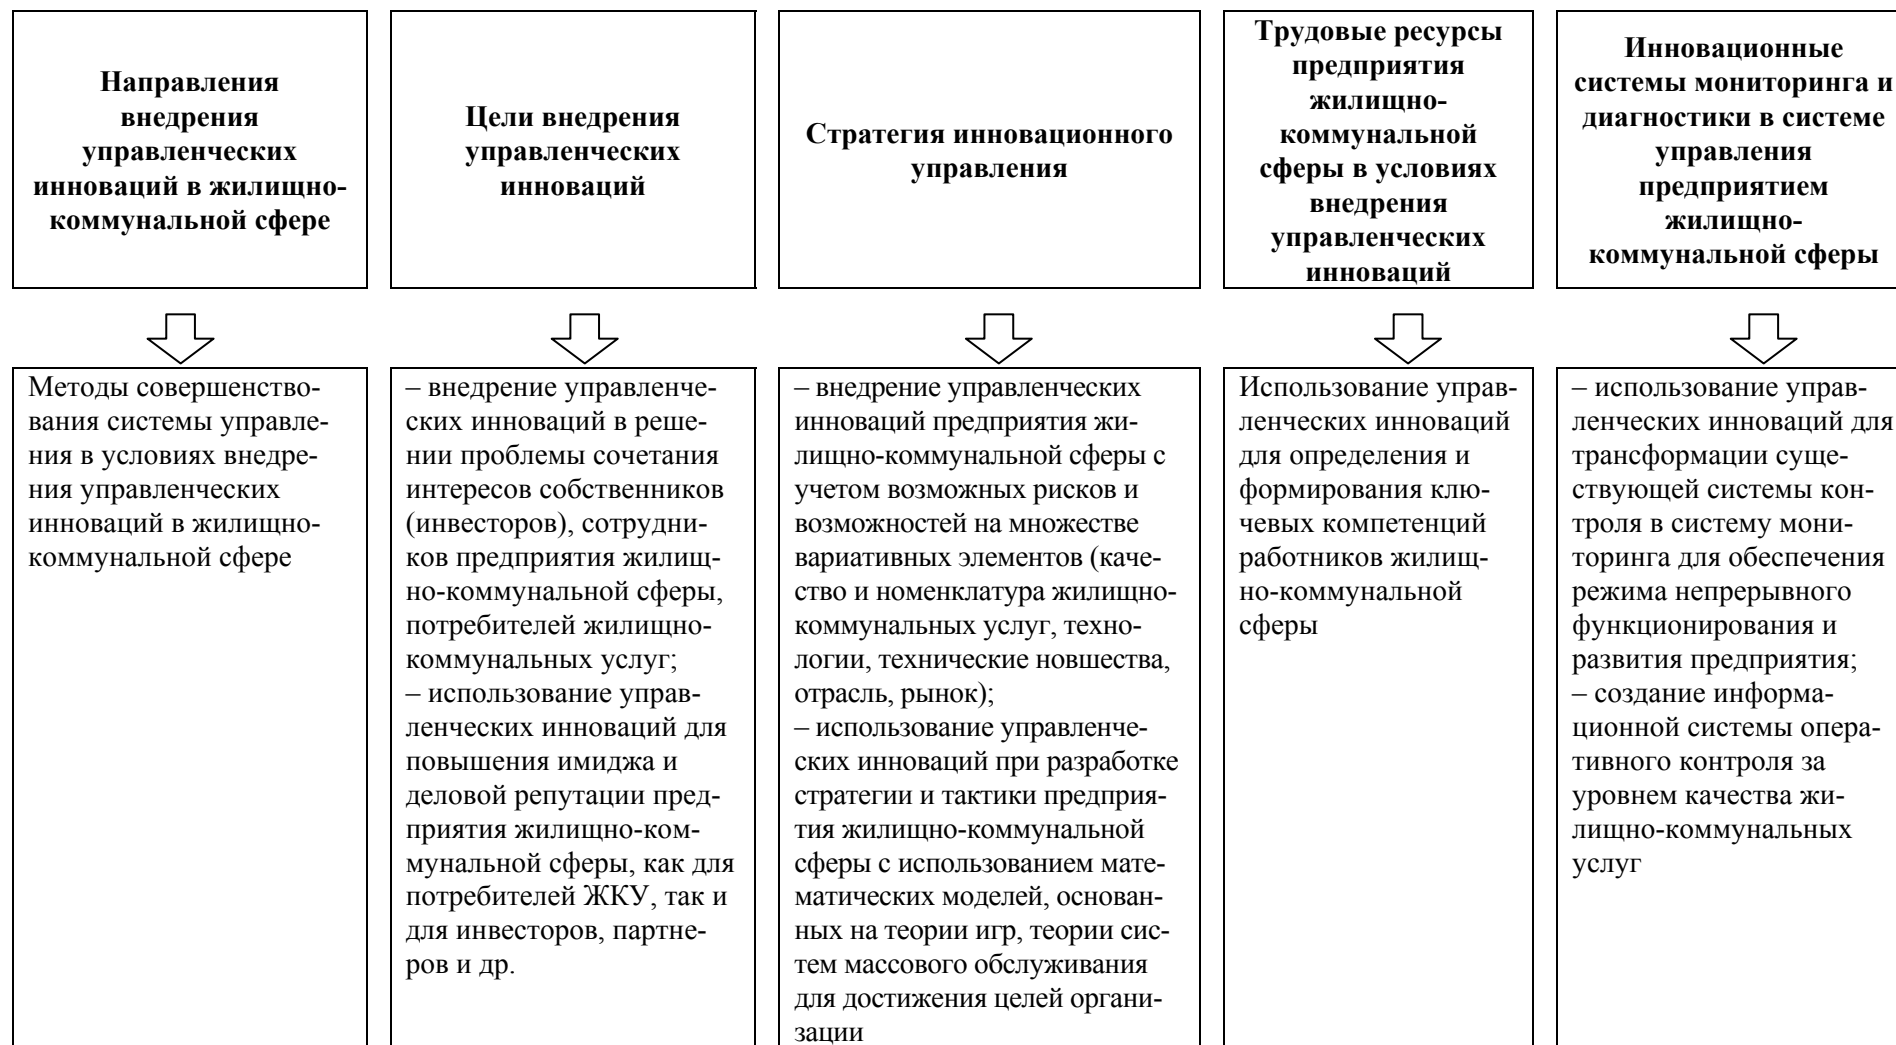 Направления
внедрения
управленческих
инноваций в жилищно-
коммунальной сфере
Цели внедрения
управленческих
инноваций
Стратегия инновационного
управления
Трудовые ресурсы
предприятия
жилищно-
коммунальной
сферы в условиях
внедрения
управленческих
инноваций
Инновационные
системы мониторинга и
диагностики в системе
управления
предприятием
жилищно-
коммунальной сферы
Методы совершенство-
вания системы управле-
ния в условиях внедре-
ния управленческих
инноваций в жилищно-
коммунальной сфере
– внедрение управленче-
ских инноваций в реше-
нии проблемы сочетания
интересов собственников
(инвесторов), сотрудни-
ков предприятия жилищ-
но-коммунальной сферы,
потребителей жилищно-
коммунальных услуг;
– использование управ-
ленческих инноваций для
повышения имиджа и
деловой репутации пред-
приятия жилищно-ком-
мунальной сферы, как для
потребителей ЖКУ, так и
для инвесторов, партне-
ров и др.
– внедрение управленческих
инноваций предприятия жи-
лищно-коммунальной сферы с
учетом возможных рисков и
возможностей на множестве
вариативных элементов (каче-
ство и номенклатура жилищно-
коммунальных услуг, техно-
логии, технические новшества,
отрасль, рынок);
– использование управленче-
ских инноваций при разработке
стратегии и тактики предприя-
тия жилищно-коммунальной
сферы с использованием мате-
матических моделей, основан-
ных на теории игр, теории сис-
тем массового обслуживания
для достижения целей органи-
зации
Использование управ-
ленческих инноваций
для определения и
формирования клю-
чевых компетенций
работников жилищ-
но-коммунальной
сферы
– использование управ-
ленческих инноваций для
трансформации суще-
ствующей системы кон-
троля в систему мони-
торинга для обеспечения
режима непрерывного
функционирования и
развития предприятия;
– создание информа-
ционной системы опера-
тивного контроля за
уровнем качества жи-
лищно-коммунальных
услуг